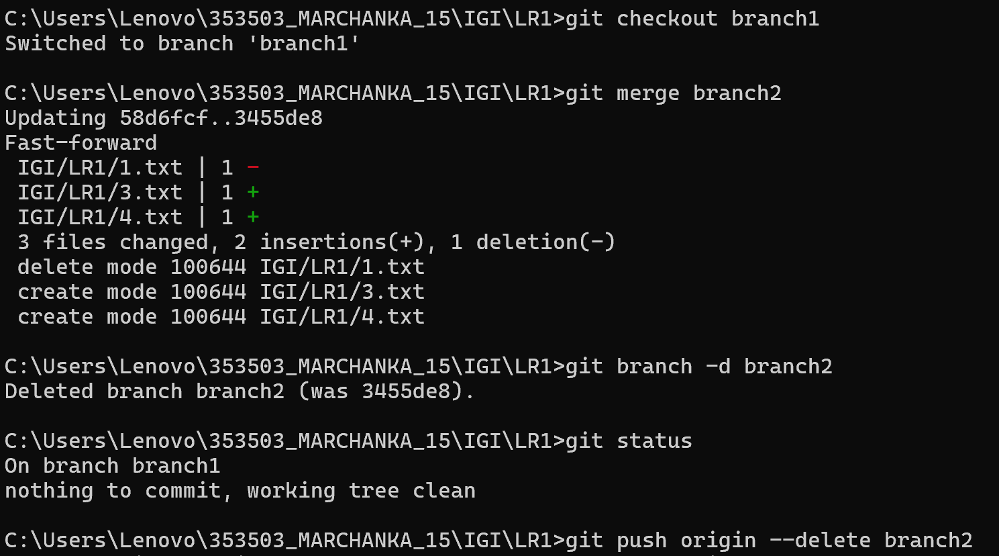 C:\Users\Lenovo\353503_MARCHANKA_15\IGI\LR1>git checkout branch1
Switched to branch 'branch1'
C:\Users\Lenovo\353503_MARCHANKA_15\IGI\LR1>git merge branch2
Updating 58d6fcf..3455de8
Fast-forward
 IGI/LR1/1.txt | 1 -
 IGI/LR1/3.txt | 1 +
 IGI/LR1/4.txt | 1 +
 3 files changed, 2 insertions(+), 1 deletion(-)
 delete mode 100644 IGI/LR1/1.txt
 create mode 100644 IGI/LR1/3.txt
 create mode 100644 IGI/LR1/4.txt
C:\Users\Lenovo\353503_MARCHANKA_15\IGI\LR1>git branch -d branch2
Deleted branch branch2 (was 3455de8).
C:\Users\Lenovo\353503_MARCHANKA_15\IGI\LR1>git status
On branch branch1
nothing to commit, working tree clean
C:\Users\Lenovo\353503_MARCHANKA_15\IGI\LR1>git push origin --delete branch2